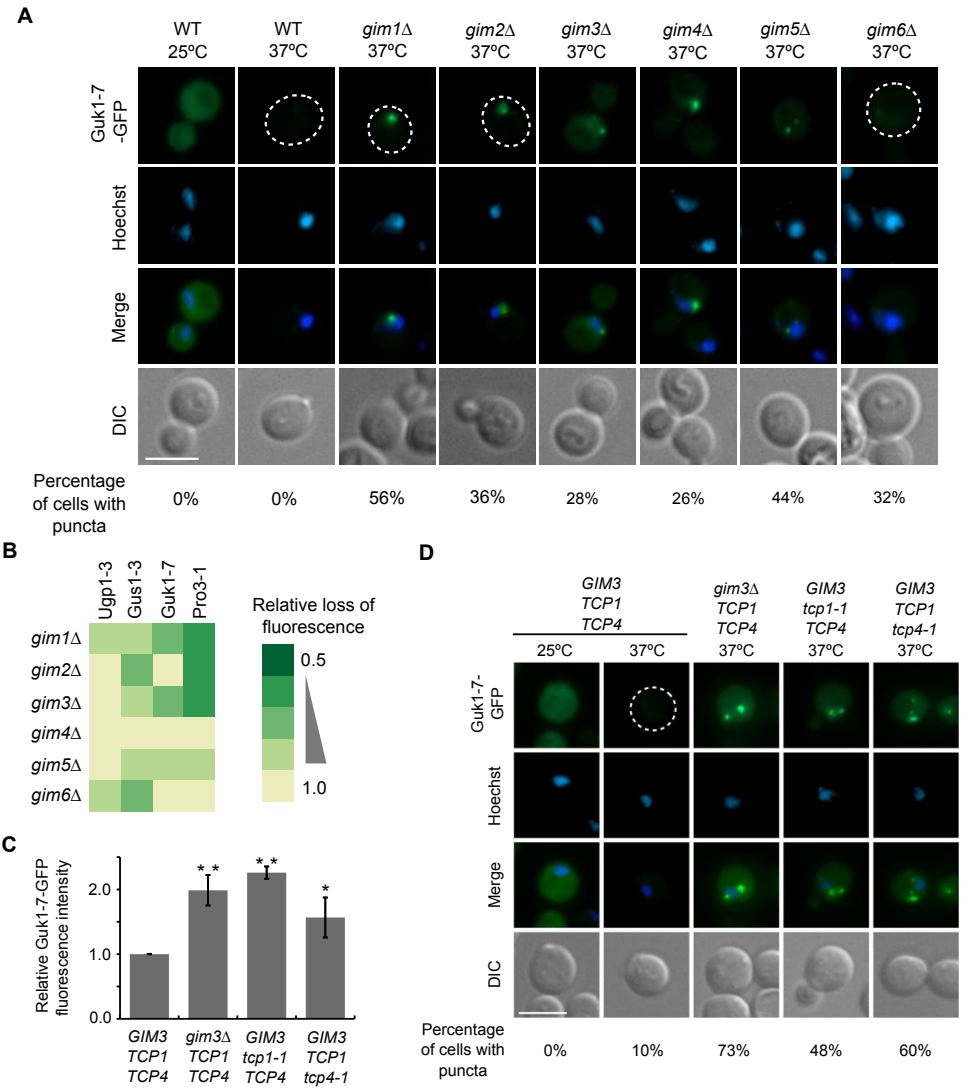 A
WT
25ºC
WT
37ºC
gim1Δ
37ºC
gim2Δ
37ºC
gim3Δ
37ºC
gim4Δ
37ºC
gim5Δ
37ºC
gim6Δ
37ºC
Guk1-7
-GFP
Hoechst
Merge
DIC
Percentage
of cells with
puncta
0%
0%
56%
36%
28%
26%
44%
32%
B
Ugp1-3
Gus1-3
Guk1-7
Pro3-1
gim1Δ
gim2Δ
gim3Δ
gim4Δ
gim5Δ
gim6Δ
Relative loss of
fluorescence
0.5
1.0
C
Relative Guk1-7-GFP
fluorescence intensity
2.0
1.0
0.0
**
**
*
GIM3
TCP1
TCP4
gim3Δ
TCP1
TCP4
GIM3
tcp1-1
TCP4
GIM3
TCP1
tcp4-1
D
GIM3
TCP1
TCP4
gim3Δ
TCP1
TCP4
GIM3
tcp1-1
TCP4
GIM3
TCP1
tcp4-1
25ºC
37ºC
37ºC
37ºC
37ºC
Guk1-7-
GFP
Hoechst
Merge
DIC
Percentage
of cells with
puncta
0%
10%
73%
48%
60%